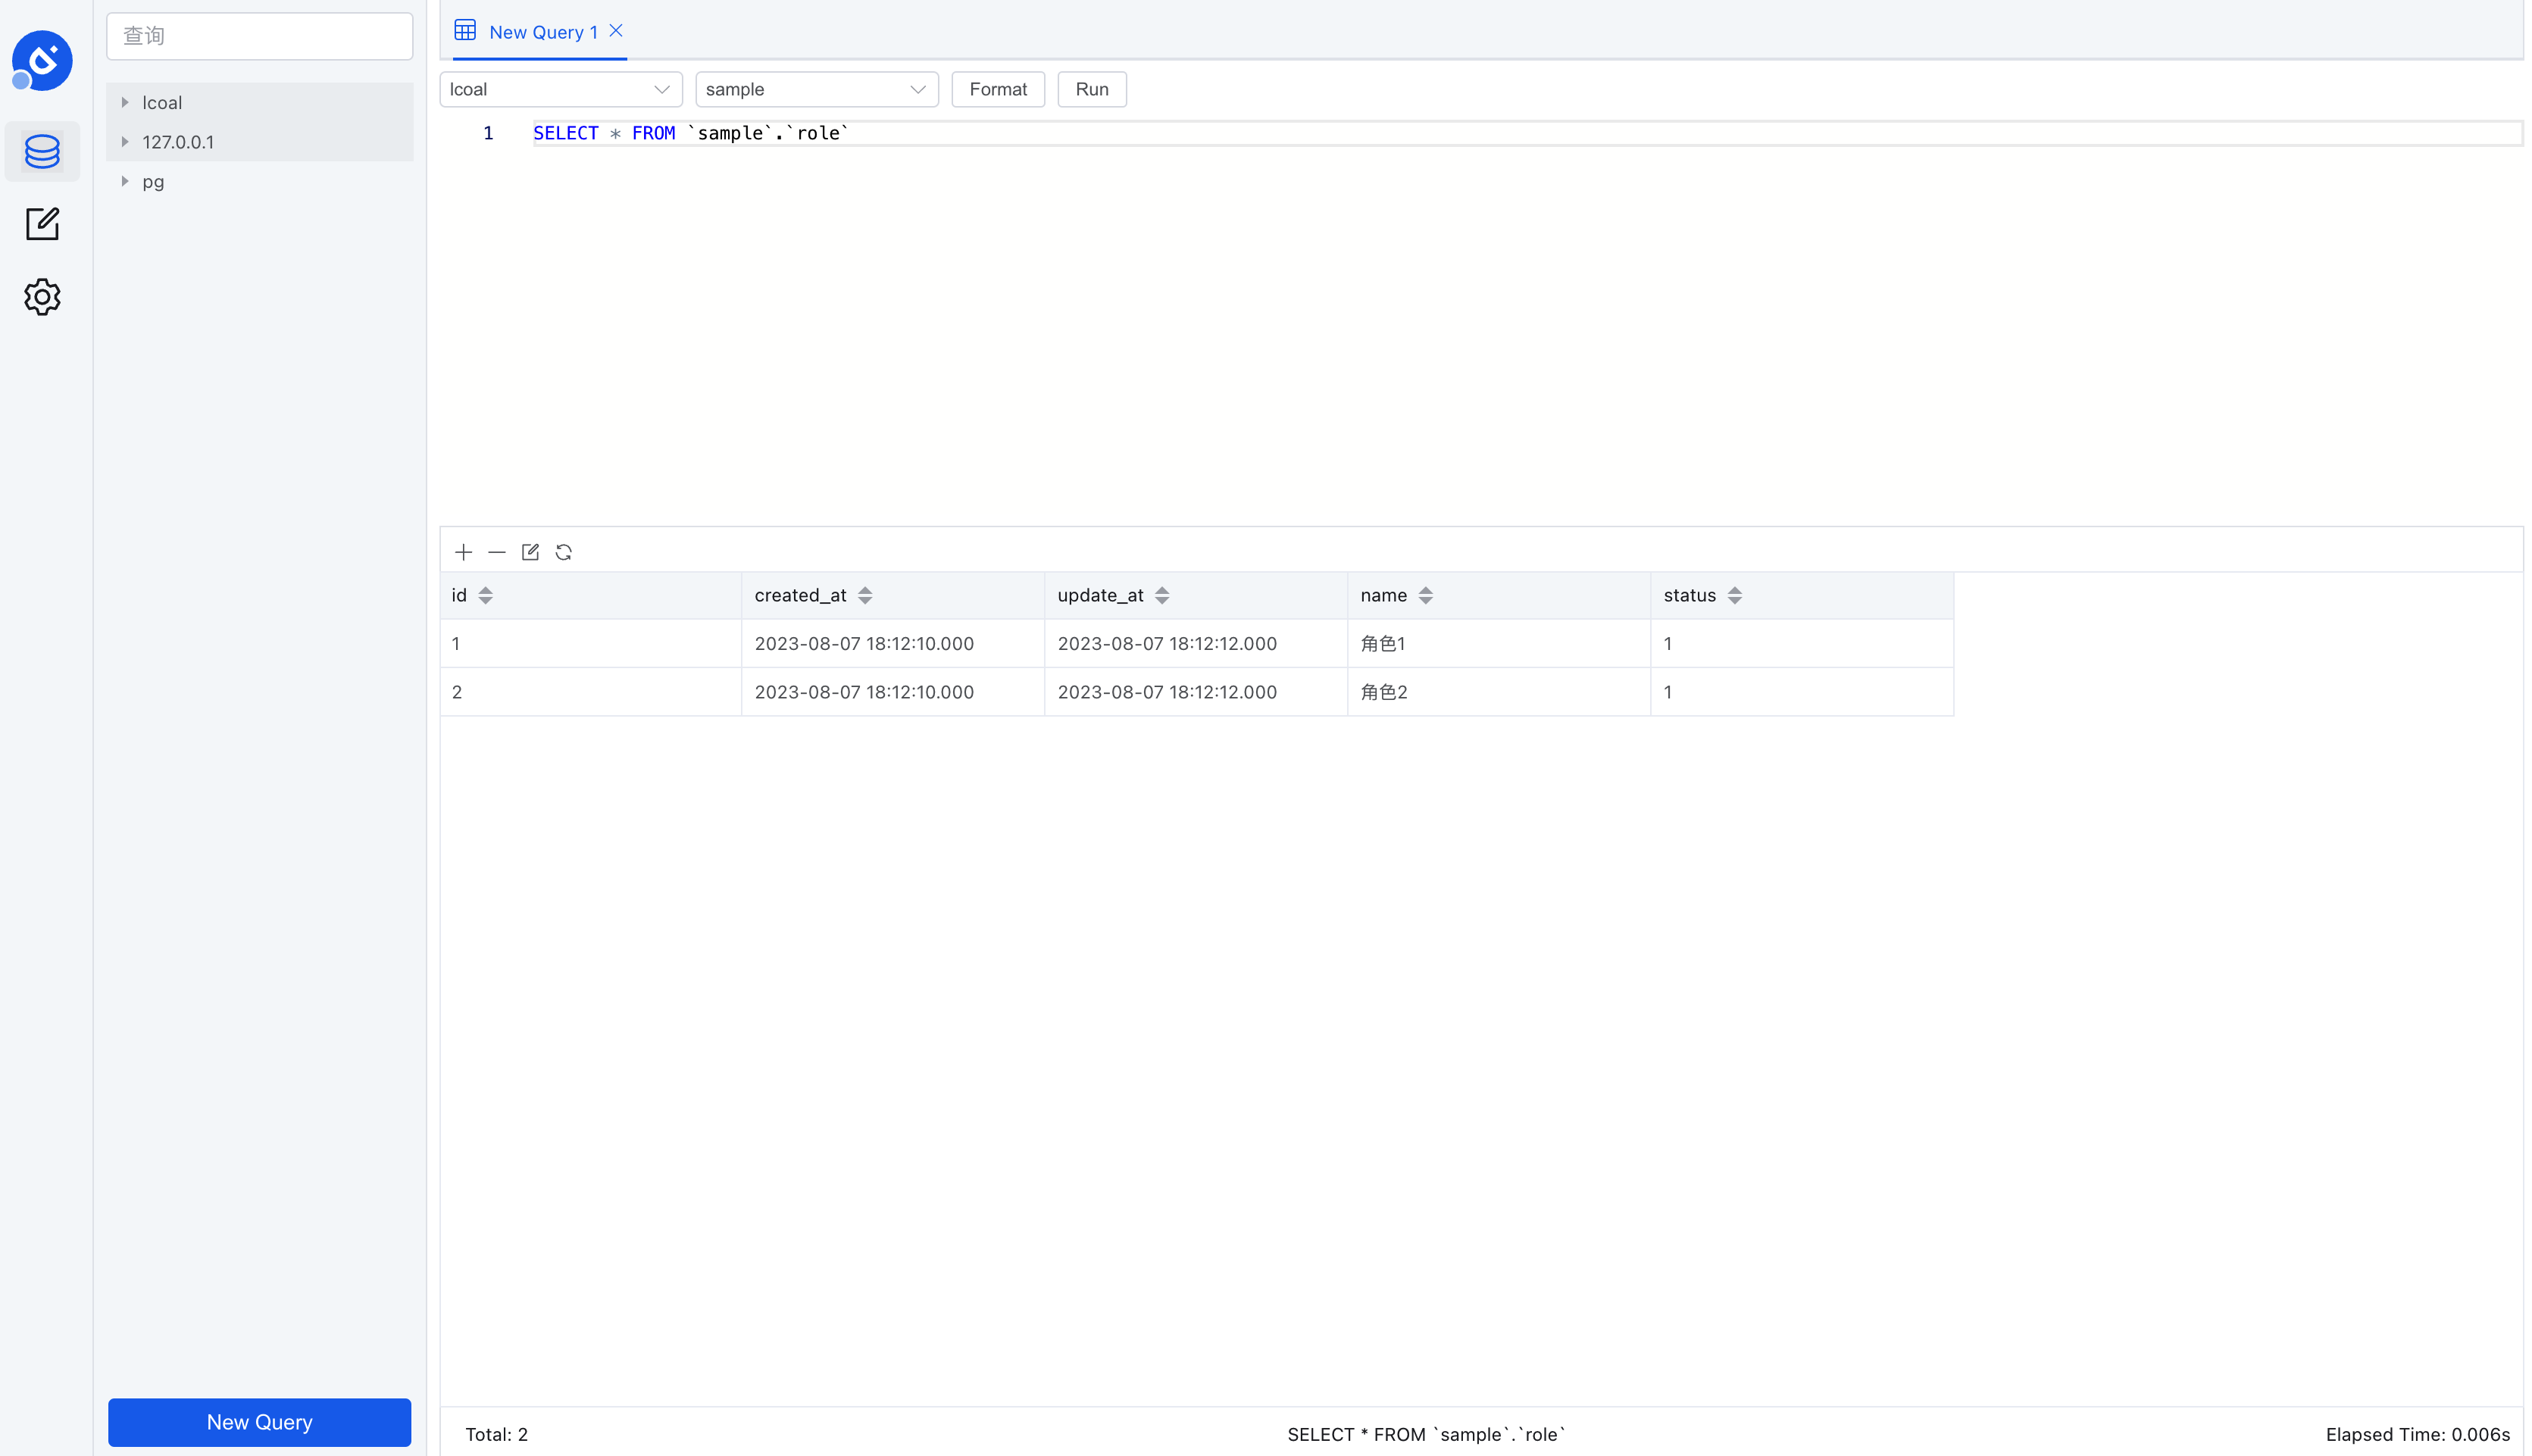 查询
lcoal
127.0.0.1
pg
New Query
New Query 1
lcoal sample Format Run
1 SELECT * FROM `sample`.`role`
id created_at update_at name status
1 2023-08-07 18:12:10.000 2023-08-07 18:12:12.000 角色1 1
2 2023-08-07 18:12:10.000 2023-08-07 18:12:12.000 角色2 1
Total: 2 SELECT * FROM `sample`.`role` Elapsed Time: 0.006s